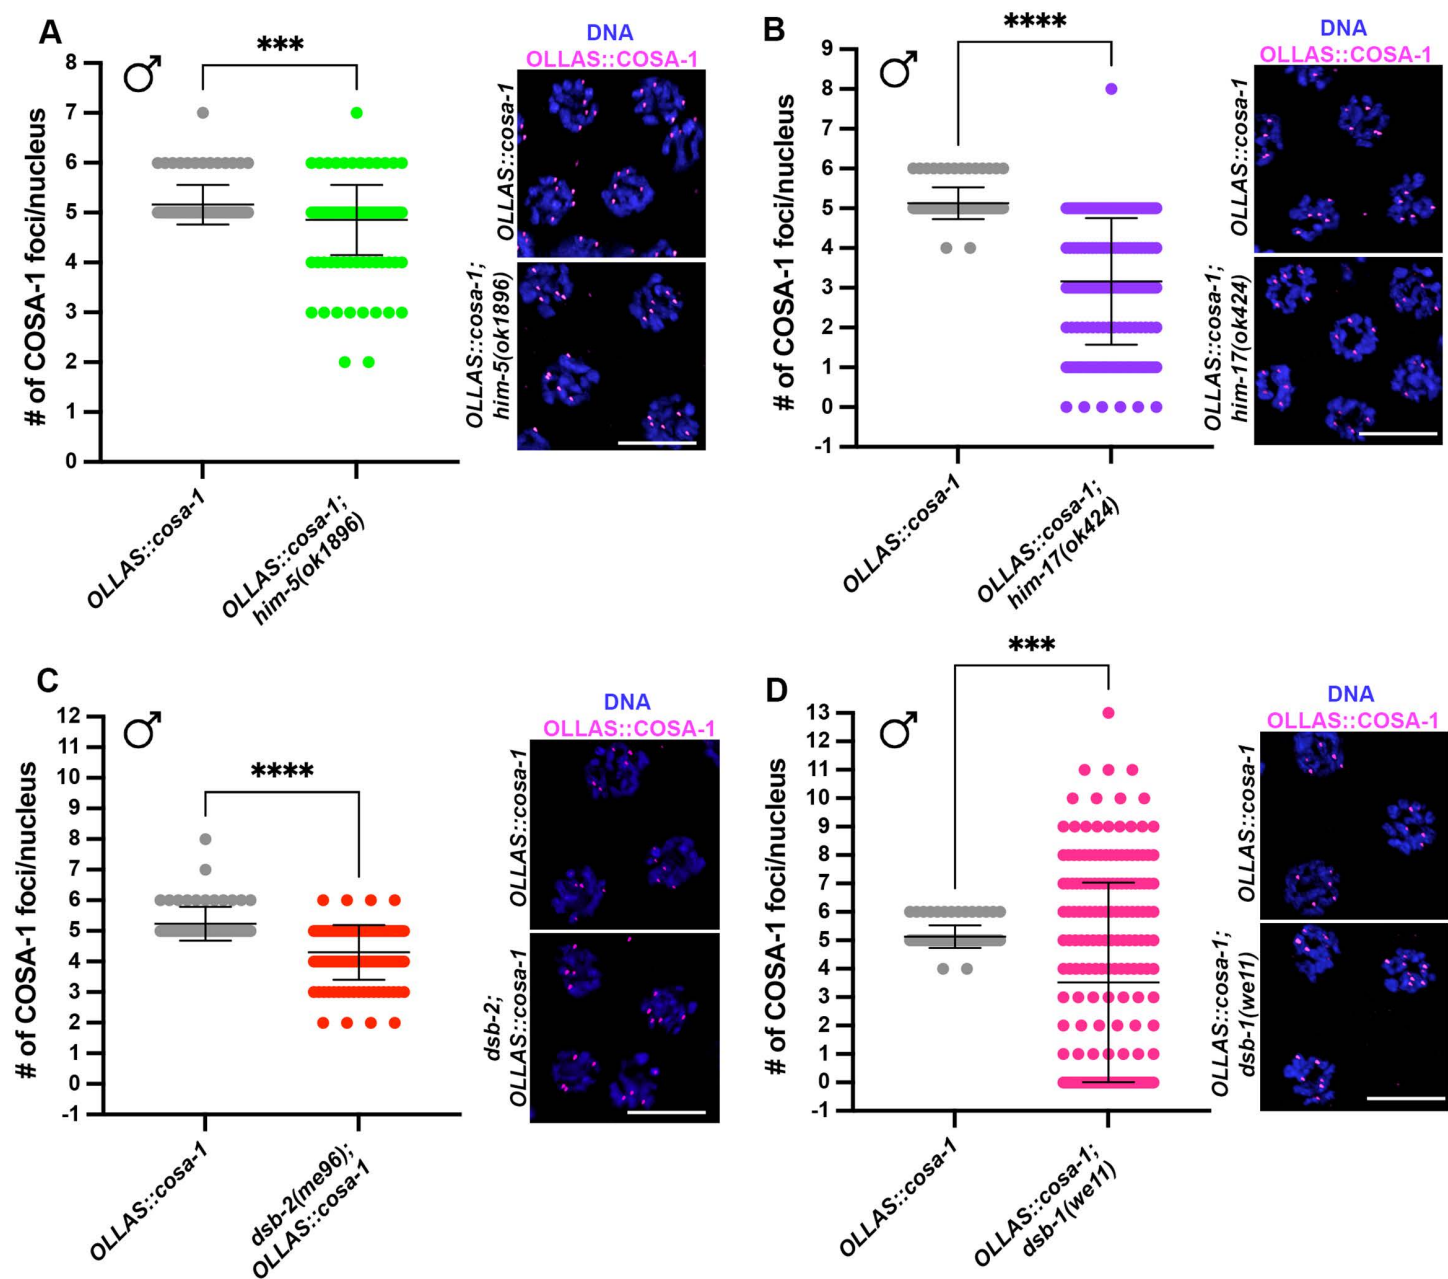 A
***
8
7
6
5
4
3
2
1
0
# of COSA-1 foci/nucleus
OLLAS::cosa-1
OLLAS::cosa-1;
him-5(ok1896)
DNA
OLLAS::COSA-1
OLLAS::cosa-1
OLLAS::cosa-1;
him-5(ok1896)
B
****
9
8
7
6
5
4
3
2
1
0
-1
# of COSA-1 foci/nucleus
OLLAS::cosa-1
OLLAS::cosa-1;
him-17(ok424)
DNA
OLLAS::COSA-1
OLLAS::cosa-1
OLLAS::cosa-1;
him-17(ok424)
C
****
12
11
10
9
8
7
6
5
4
3
2
1
0
-1
# of COSA-1 foci/nucleus
OLLAS::cosa-1
dsb-2(me96);
OLLAS::cosa-1
DNA
OLLAS::COSA-1
OLLAS::cosa-1
dsb-2;
OLLAS::cosa-1
D
***
13
12
11
10
9
8
7
6
5
4
3
2
1
0
-1
# of COSA-1 foci/nucleus
OLLAS::cosa-1
OLLAS::cosa-1;
dsb-1(we11)
DNA
OLLAS::COSA-1
OLLAS::cosa-1
OLLAS::cosa-1;
dsb-1(we11)